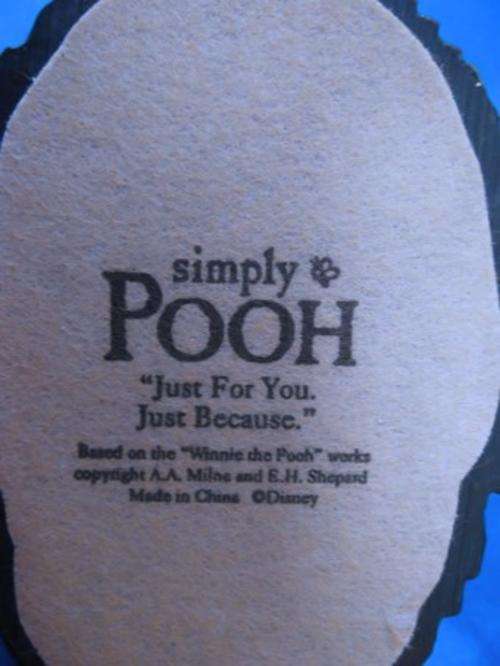 simply
POOH
“Just For You.
Just Because.”
Based on the "Winnie the Pooh" works
copyright A.A. Milne and E.H. Shepard
Made in China ©Disney